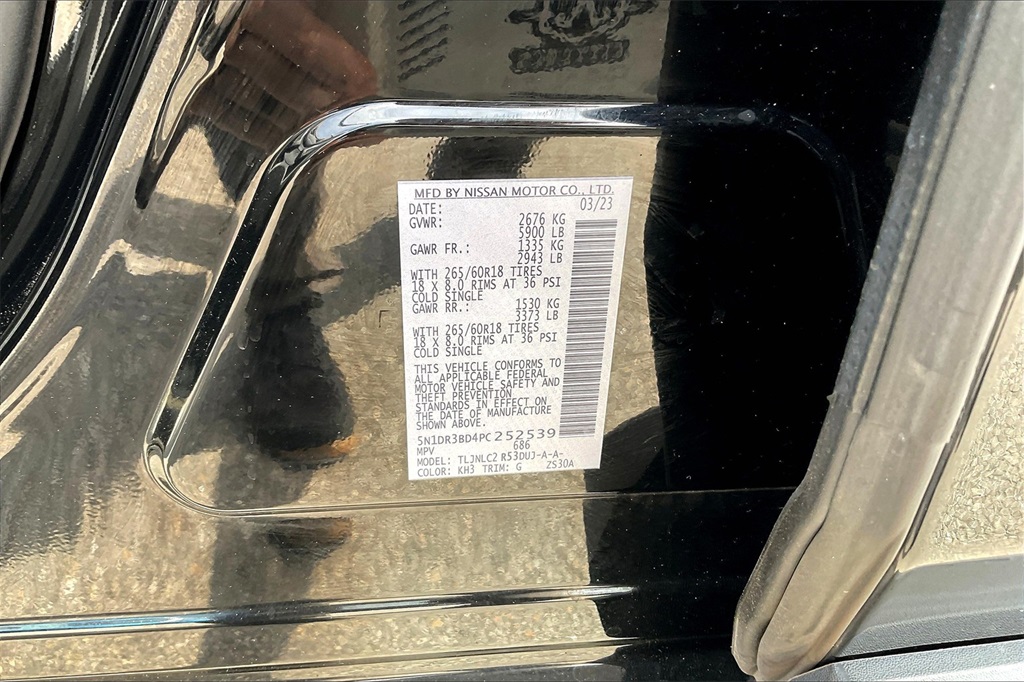 MFD BY NISSAN MOTOR CO., LTD.
DATE: 03/23
GVWR: 2676 KG
5900 LB
GAWR FR.: 1335 KG
2943 LB
WITH 265/60R18 TIRES
18 X 8.0 RIMS AT 36 PSI
COLD SINGLE
GAWR RR.: 1530 KG
3373 LB
WITH 265/60R18 TIRES
18 X 8.0 RIMS AT 36 PSI
COLD SINGLE
THIS VEHICLE CONFORMS TO
ALL APPLICABLE FEDERAL
MOTOR VEHICLE SAFETY AND
THEFT PREVENTION
STANDARDS IN EFFECT ON
THE DATE OF MANUFACTURE
SHOWN ABOVE.
5N1DR3BD4PC252539
MPV 686
MODEL: TLJNLC2 R53DUJ-A-A-
COLOR: KH3 TRIM: G ZS30A